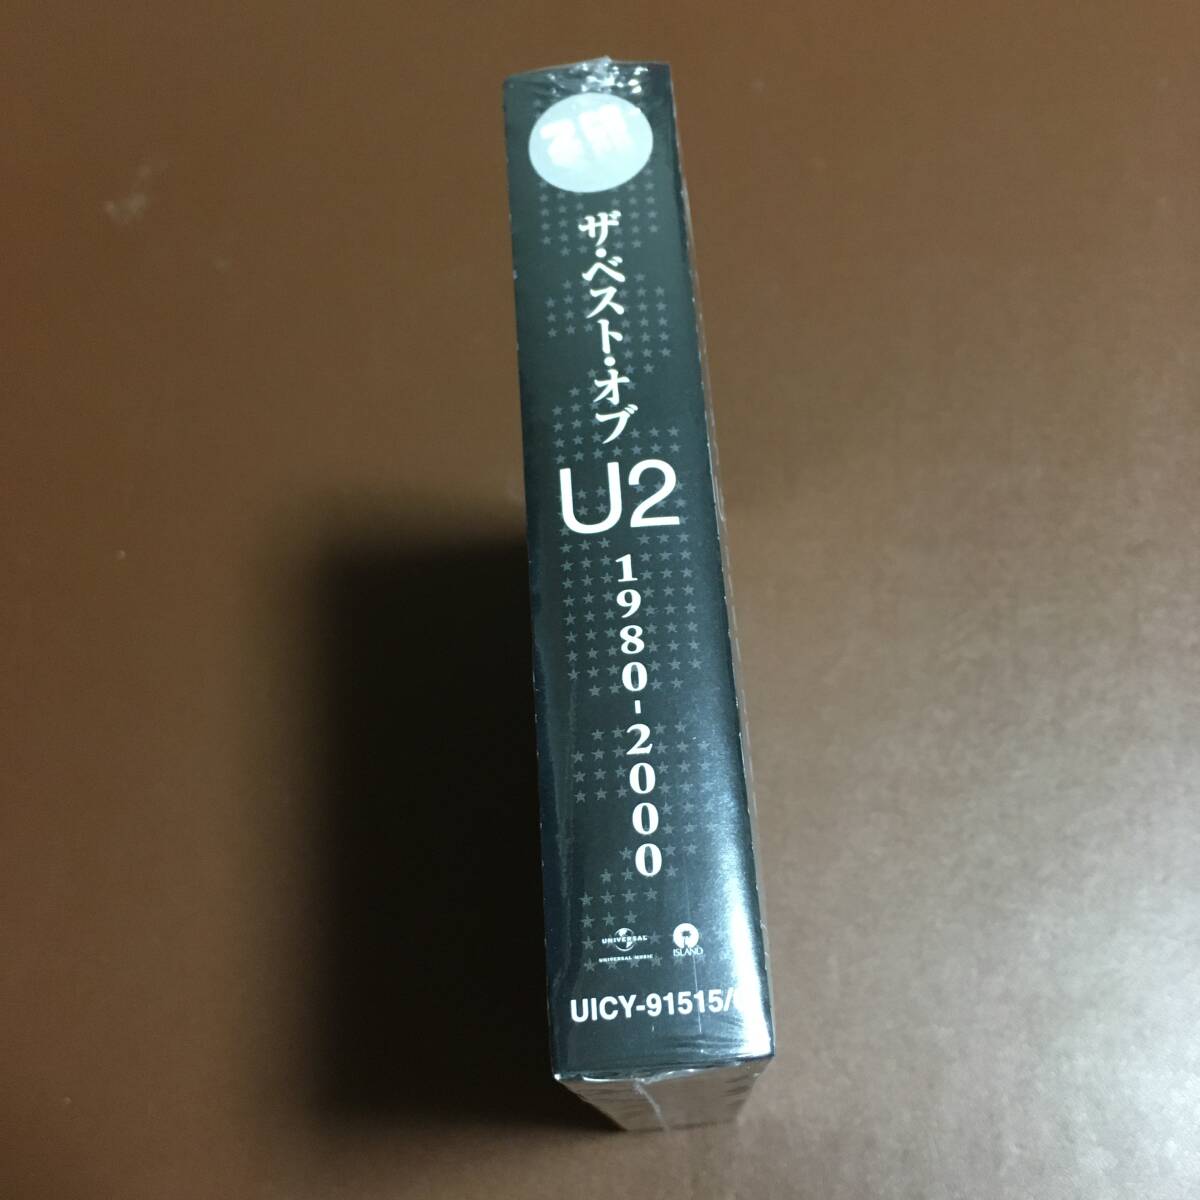 ザ・ベスト・オブ
U2
1980-2000
UNIVERSAL
UNIVERSAL MUSIC
ISLAND
UICY-91515/